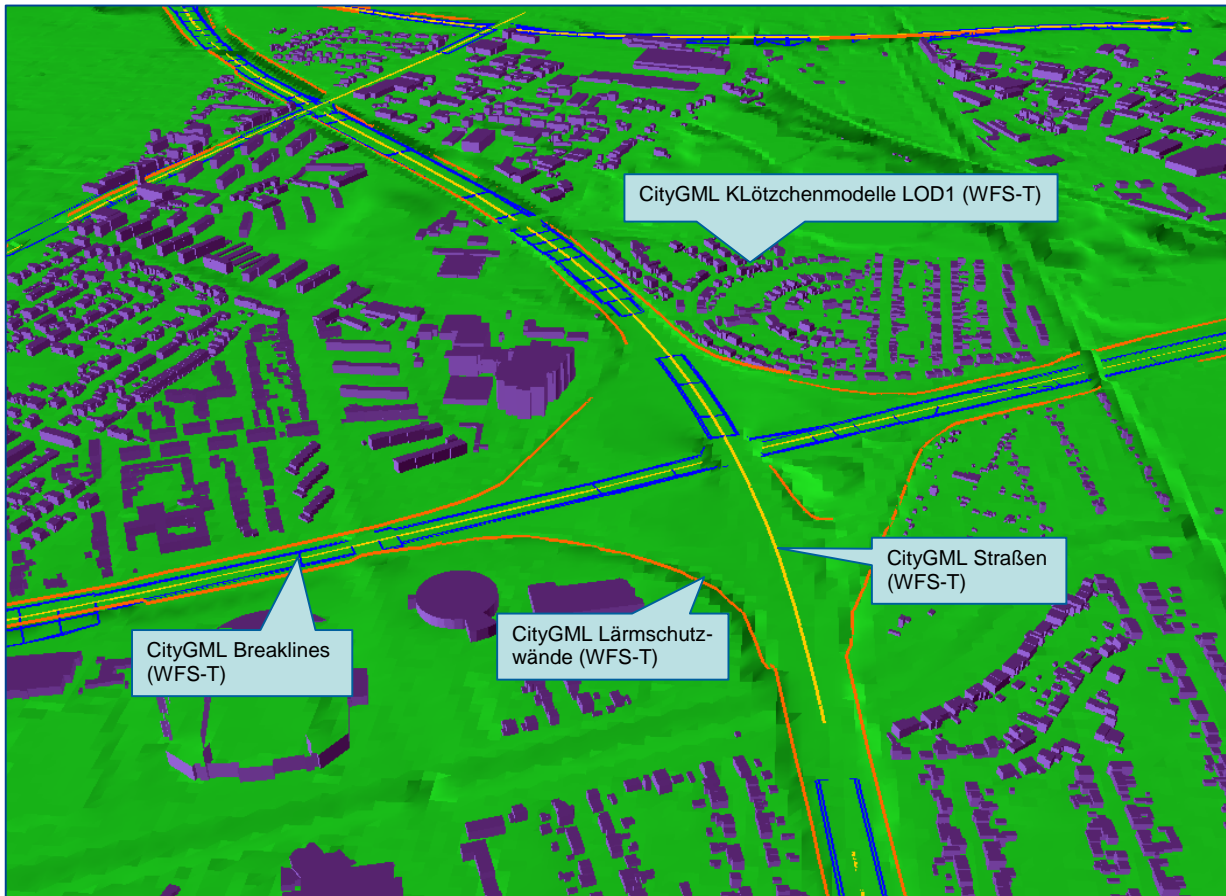 CityGML KLötzchenmodelle LOD1 (WFS-T)
CityGML Straßen
(WFS-T)
CityGML Lärmschutz-
wände (WFS-T)
CityGML Breaklines
(WFS-T)